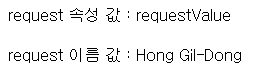 request 속성 값 : requestValue
request 이름 값 : Hong Gil-Dong